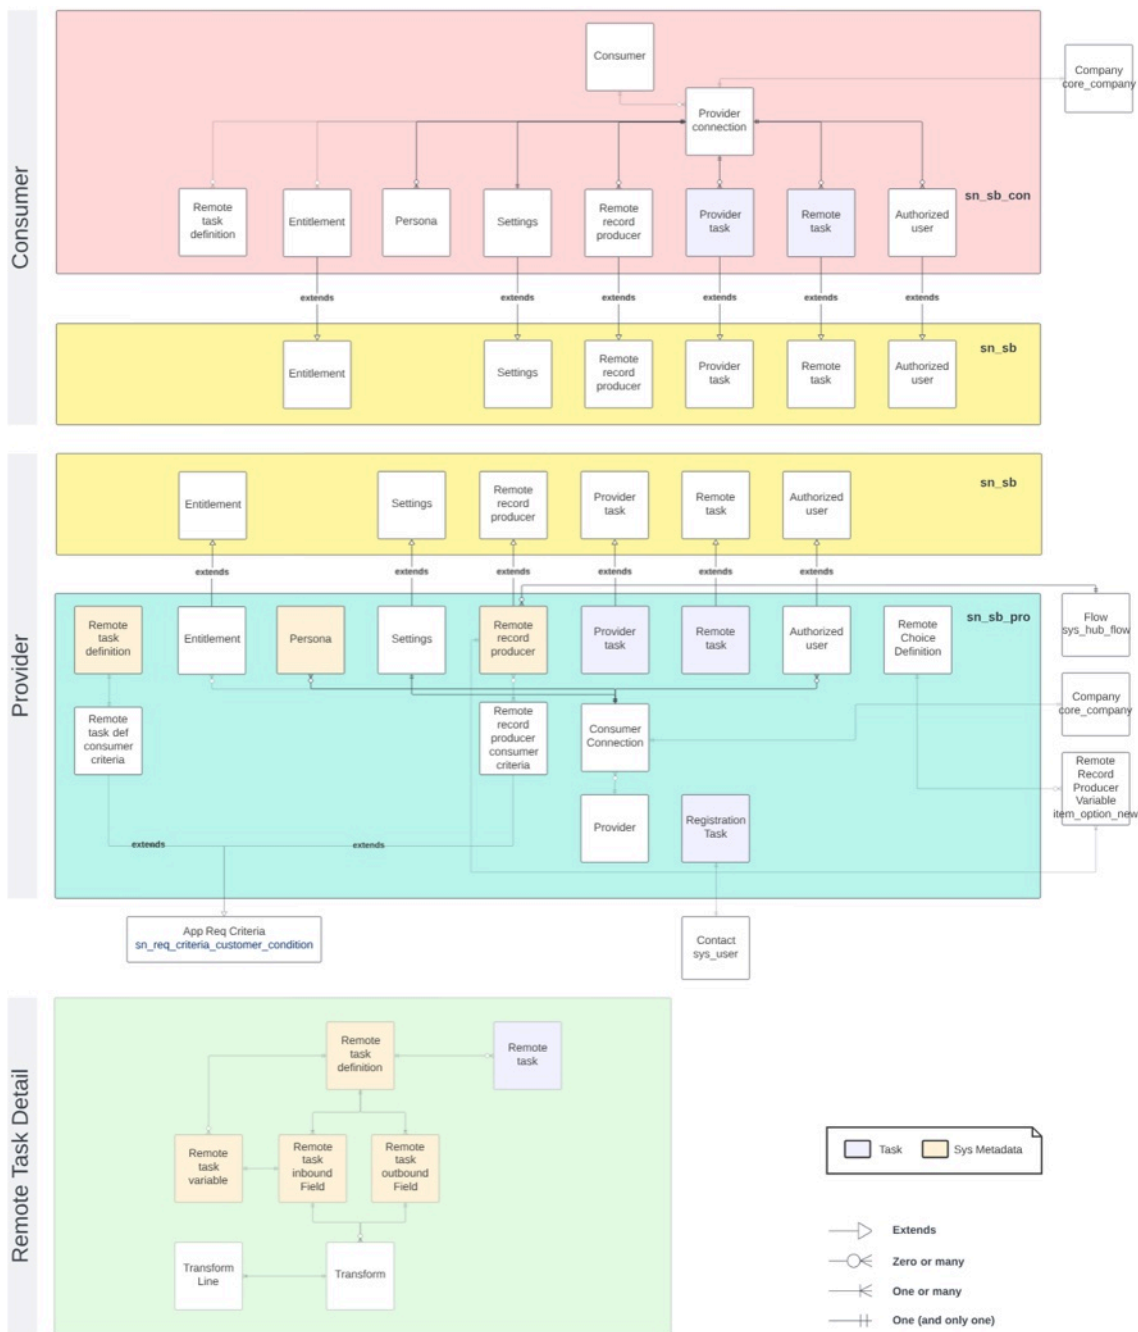 Consumer
Consumer
Company
core_company
Provider
connection
Remote
task
definition
Entitlement
Persona
Settings
Remote
record
producer
Provider
task
Remote
task
Authorized
user
sn_sb_con
extends
extends
extends
extends
extends
extends
sn_sb
Entitlement
Settings
Remote
record
producer
Provider
task
Remote
task
Authorized
user
Provider
sn_sb
Entitlement
Settings
Remote
record
producer
Provider
task
Remote
task
Authorized
user
extends
extends
extends
extends
extends
extends
sn_sb_pro
Remote
task
definition
Entitlement
Persona
Settings
Remote
record
producer
Provider
task
Remote
task
Authorized
user
Remote
Choice
Definition
Flow
sys_hub_flow
Company
core_company
Remote
Record
Producer
Variable
item_option_new
Remote
task def
consumer
criteria
Remote
record
producer
consumer
criteria
Consumer
Connection
Provider
Registration
Task
extends
extends
App Req Criteria
sn_req_criteria_customer_condition
Contact
sys_user
Remote Task Detail
Remote
task
definition
Remote
task
Remote
task
variable
Remote
task
inbound
Field
Remote
task
outbound
Field
Transform
Line
Transform
Task
Sys Metadata
Extends
Zero or many
One or many
One (and only one)